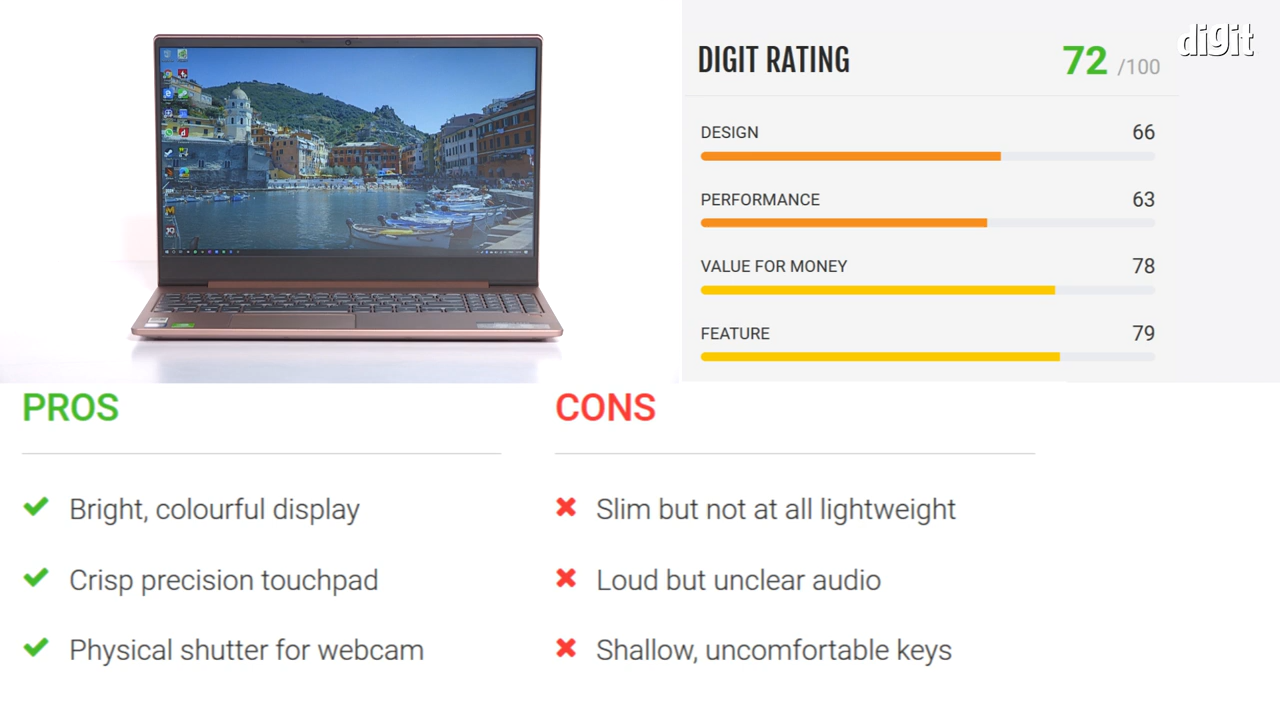 digit
DIGIT RATING
72 /100
DESIGN 66
PERFORMANCE 63
VALUE FOR MONEY 78
FEATURE 79
PROS
Bright, colourful display
Crisp precision touchpad
Physical shutter for webcam
CONS
Slim but not at all lightweight
Loud but unclear audio
Shallow, uncomfortable keys